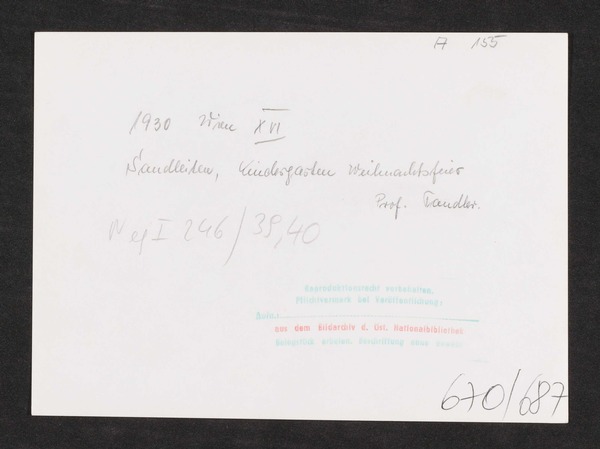 A 155
1930 Wien XVI
Sandleiten, Kindergarten Weihnachtsfeier
Prof. Tandler.
Neg I 246/39,40
Reproduktionsrecht vorbehalten.
Pflichtvermerk bei Veröffentlichung:
aus dem Bildarchiv d. Öst. Nationalbibliothek
670/687